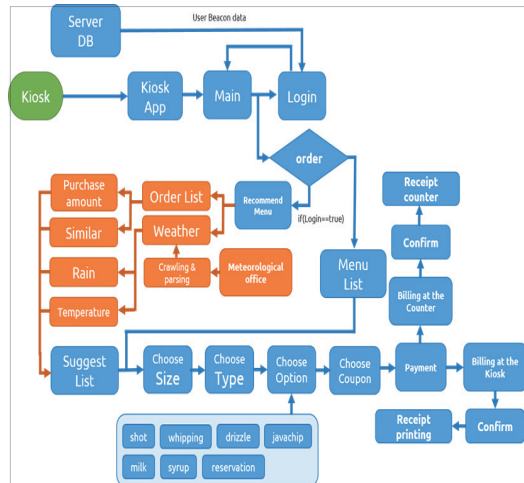 User Beacon data
Server
DB
Kiosk
Kiosk
App
Main
Login
order
Purchase
amount
Order List
Recommend
Menu
if(Login==true)
Receipt
counter
Similar
Weather
Confirm
Rain
Crawling &
parsing
Meteorological
office
Menu
List
Billing at the
Counter
Temperature
Suggest
List
Choose
Size
Choose
Type
Choose
Option
Choose
Coupon
Payment
Billing at the
Kiosk
shot
whipping
drizzle
javachip
milk
syrup
reservation
Receipt
printing
Confirm